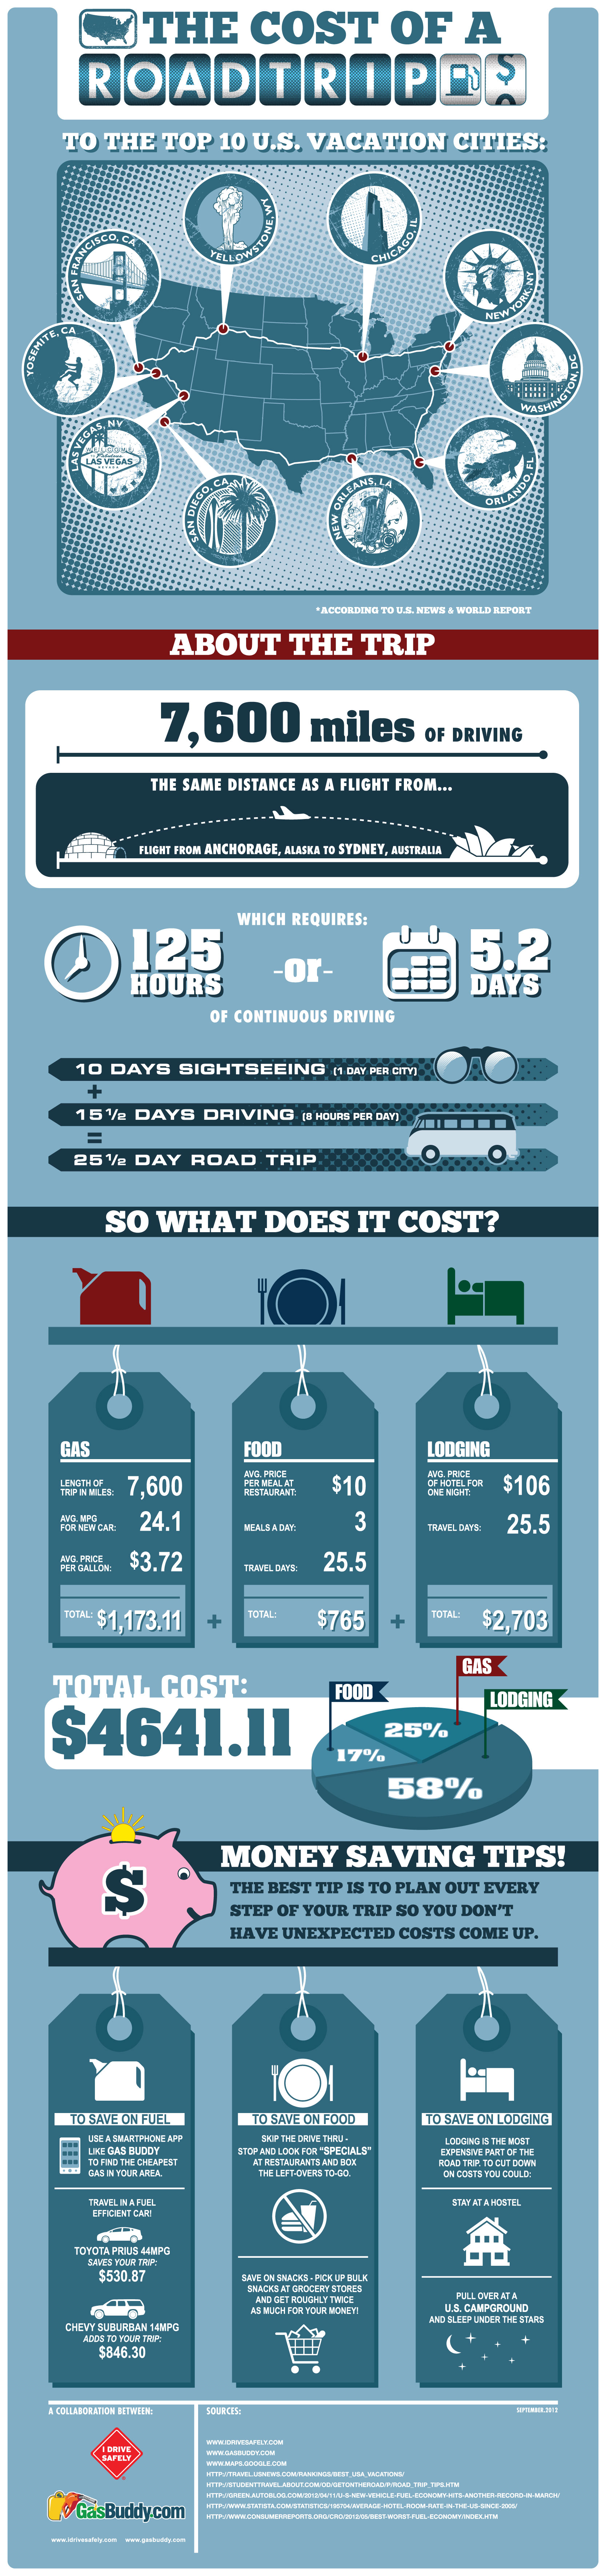 THE COST OF A
ROADTRIP $
TO THE TOP 10 U.S. VACATION CITIES:
YELLOWSTONE, WY
CHICAGO, IL
SAN FRANCISCO, CA
NEW YORK, NY
YOSEMITE, CA
WASHINGTON, DC
LAS VEGAS, NV
LAS VEGAS
ORLANDO, FL
SAN DIEGO, CA
NEW ORLEANS, LA
*ACCORDING TO U.S. NEWS & WORLD REPORT
ABOUT THE TRIP
7,600 miles OF DRIVING
THE SAME DISTANCE AS A FLIGHT FROM...
FLIGHT FROM ANCHORAGE, ALASKA TO SYDNEY, AUSTRALIA
WHICH REQUIRES:
125 HOURS
-or-
5.2 DAYS
OF CONTINUOUS DRIVING
10 DAYS SIGHTSEEING (1 DAY PER CITY)
+
15 1/2 DAYS DRIVING (8 HOURS PER DAY)
=
25 1/2 DAY ROAD TRIP
SO WHAT DOES IT COST?
GAS
LENGTH OF
TRIP IN MILES: 7,600
AVG. MPG
FOR NEW CAR: 24.1
AVG. PRICE
PER GALLON: $3.72
TOTAL: $1,173.11
+
FOOD
AVG. PRICE
PER MEAL AT
RESTAURANT: $10
MEALS A DAY: 3
TRAVEL DAYS: 25.5
TOTAL: $765
+
LODGING
AVG. PRICE
OF HOTEL FOR
ONE NIGHT: $106
TRAVEL DAYS: 25.5
TOTAL: $2,703
TOTAL COST:
$4641.11
GAS
FOOD
LODGING
25%
17%
58%
$
MONEY SAVING TIPS!
THE BEST TIP IS TO PLAN OUT EVERY
STEP OF YOUR TRIP SO YOU DON'T
HAVE UNEXPECTED COSTS COME UP.
TO SAVE ON FUEL
USE A SMARTPHONE APP
LIKE GAS BUDDY
TO FIND THE CHEAPEST
GAS IN YOUR AREA.
TRAVEL IN A FUEL
EFFICIENT CAR!
TOYOTA PRIUS 44MPG
SAVES YOUR TRIP:
$530.87
CHEVY SUBURBAN 14MPG
ADDS TO YOUR TRIP:
$846.30
TO SAVE ON FOOD
SKIP THE DRIVE THRU -
STOP AND LOOK FOR "SPECIALS"
AT RESTAURANTS AND BOX
THE LEFT-OVERS TO-GO.
SAVE ON SNACKS - PICK UP BULK
SNACKS AT GROCERY STORES
AND GET ROUGHLY TWICE
AS MUCH FOR YOUR MONEY!
TO SAVE ON LODGING
LODGING IS THE MOST
EXPENSIVE PART OF THE
ROAD TRIP. TO CUT DOWN
ON COSTS YOU COULD:
STAY AT A HOSTEL
PULL OVER AT A
U.S. CAMPGROUND
AND SLEEP UNDER THE STARS
A COLLABORATION BETWEEN:
I DRIVE
SAFELY
GasBuddy.com
www.idrivesafely.com www.gasbuddy.com
SOURCES:
SEPTEMBER.2012
WWW.IDRIVESAFELY.COM
WWW.GASBUDDY.COM
WWW.MAPS.GOOGLE.COM
HTTP://TRAVEL.USNEWS.COM/RANKINGS/BEST_USA_VACATIONS/
HTTP://STUDENTTRAVEL.ABOUT.COM/OD/GETONTHEROAD/P/ROAD_TRIP_TIPS.HTM
HTTP://GREEN.AUTOBLOG.COM/2012/04/11/U-S-NEW-VEHICLE-FUEL-ECONOMY-HITS-ANOTHER-RECORD-IN-MARCH/
HTTP://WWW.STATISTA.COM/STATISTICS/195704/AVERAGE-HOTEL-ROOM-RATE-IN-THE-US-SINCE-2005/
HTTP://WWW.CONSUMERREPORTS.ORG/CRO/2012/05/BEST-WORST-FUEL-ECONOMY/INDEX.HTM